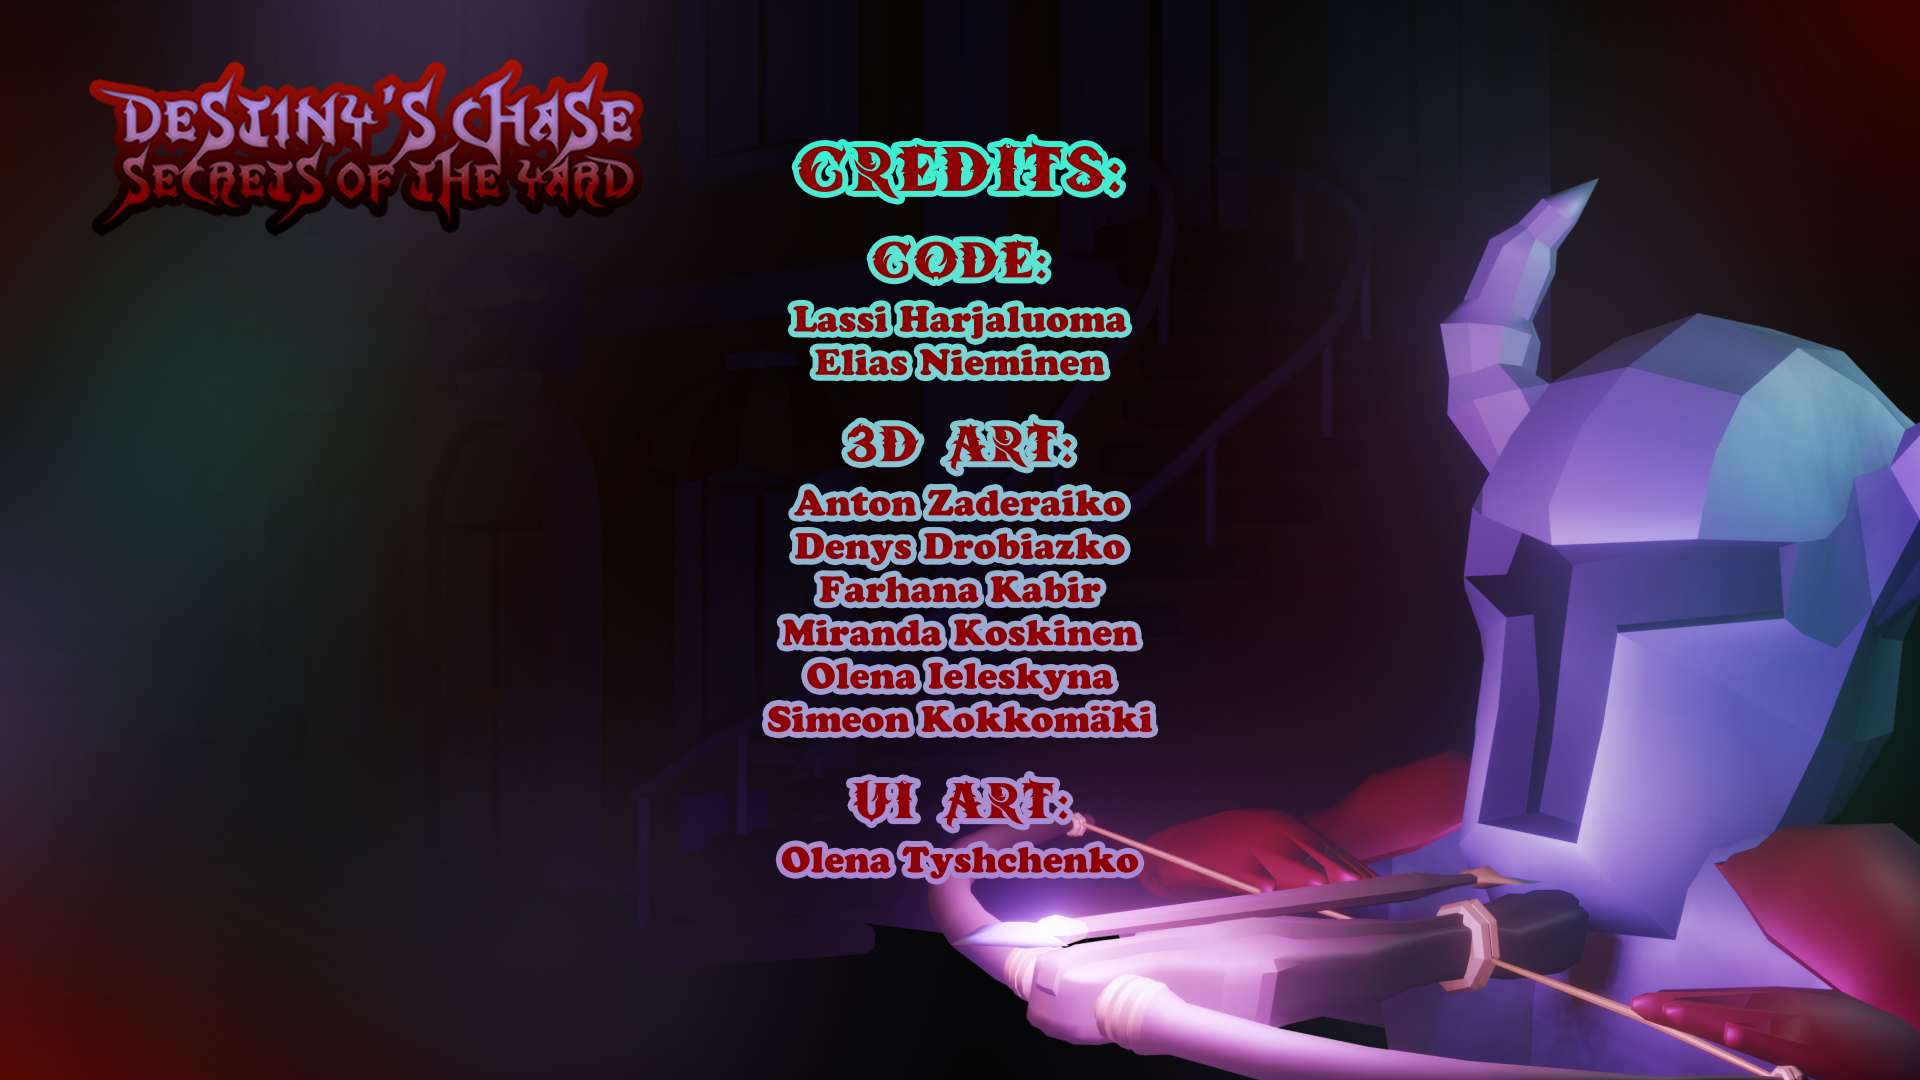 DESTINY'S CHASE
SECRETS OF THE YARD
CREDITS:
CODE:
Lassi Harjaluoma
Elias Nieminen
3D ART:
Anton Zaderaiko
Denys Drobiazko
Farhana Kabir
Miranda Koskinen
Olena Ieleskyna
Simeon Kokkomäki
UI ART:
Olena Tyshchenko